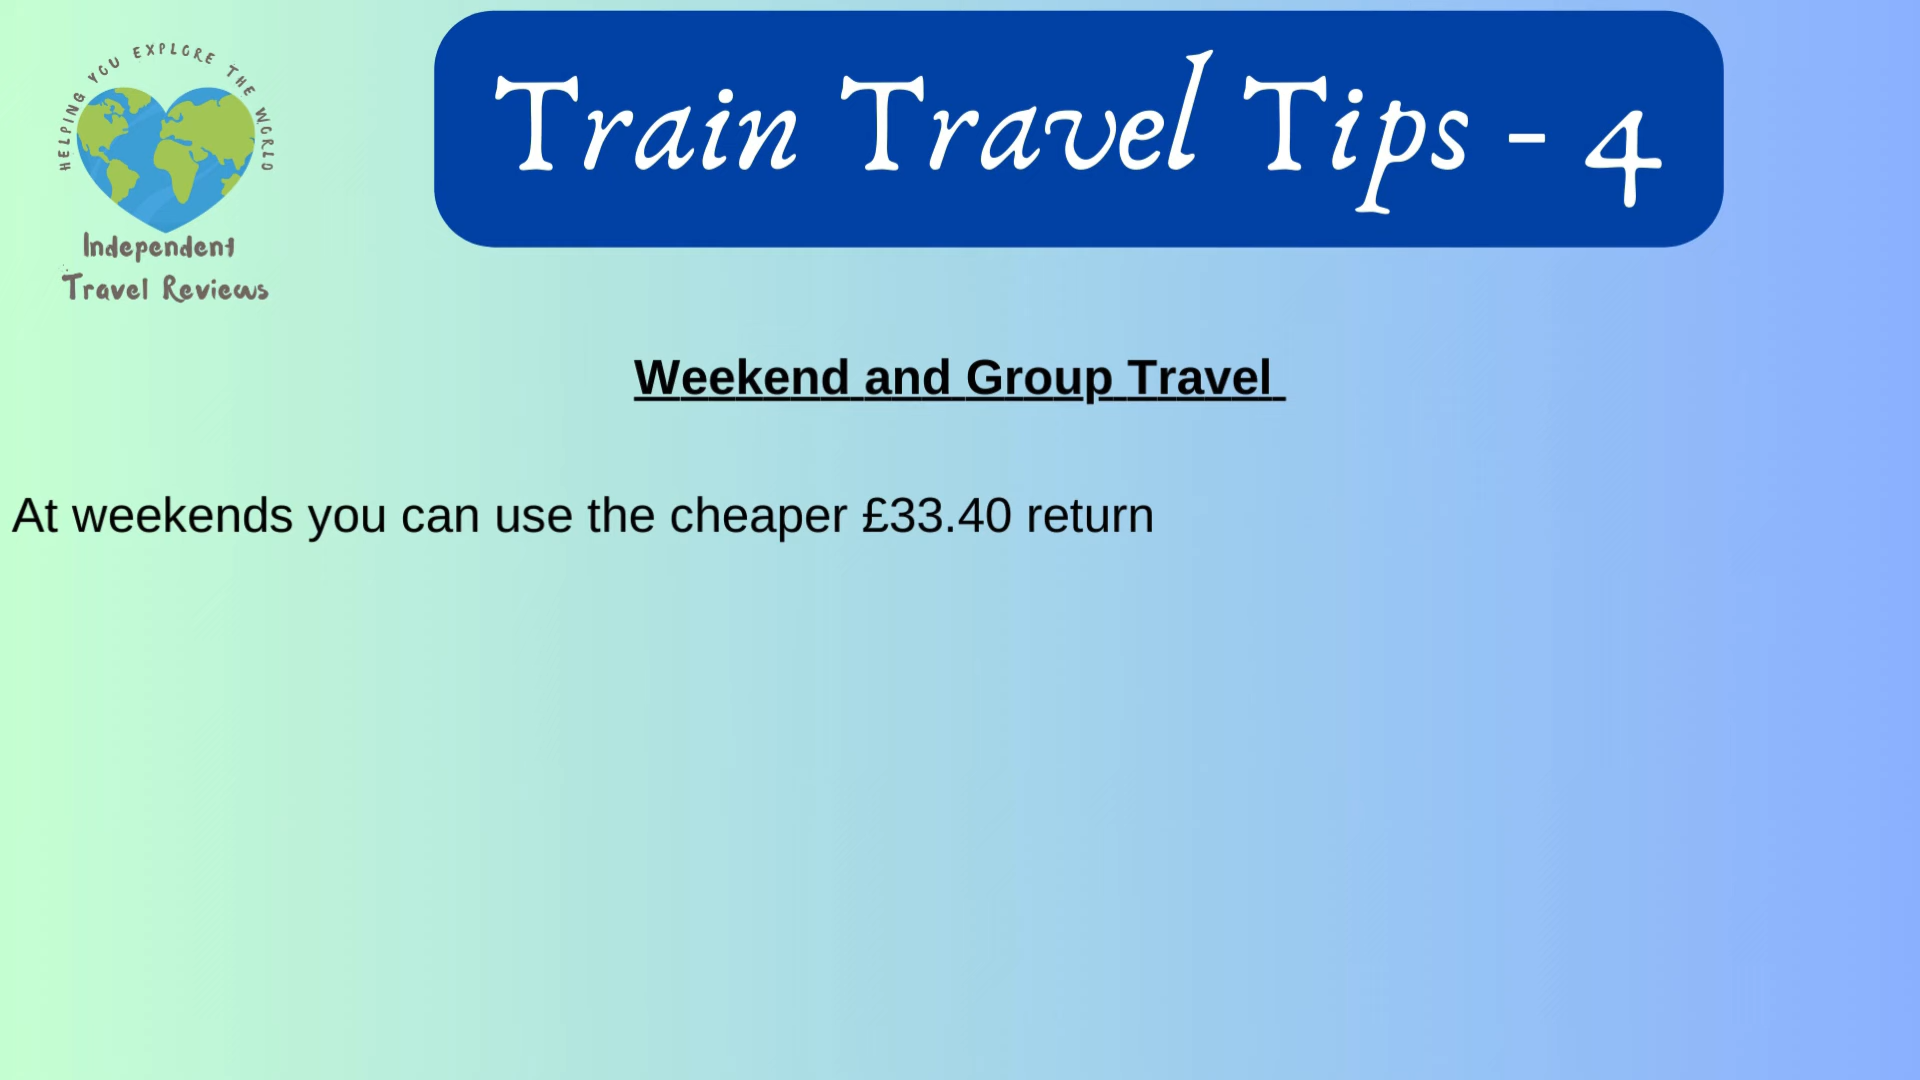 HELPING YOU EXPLORE THE WORLD
Independent
Travel Reviews
Train Travel Tips - 4
Weekend and Group Travel
At weekends you can use the cheaper £33.40 return